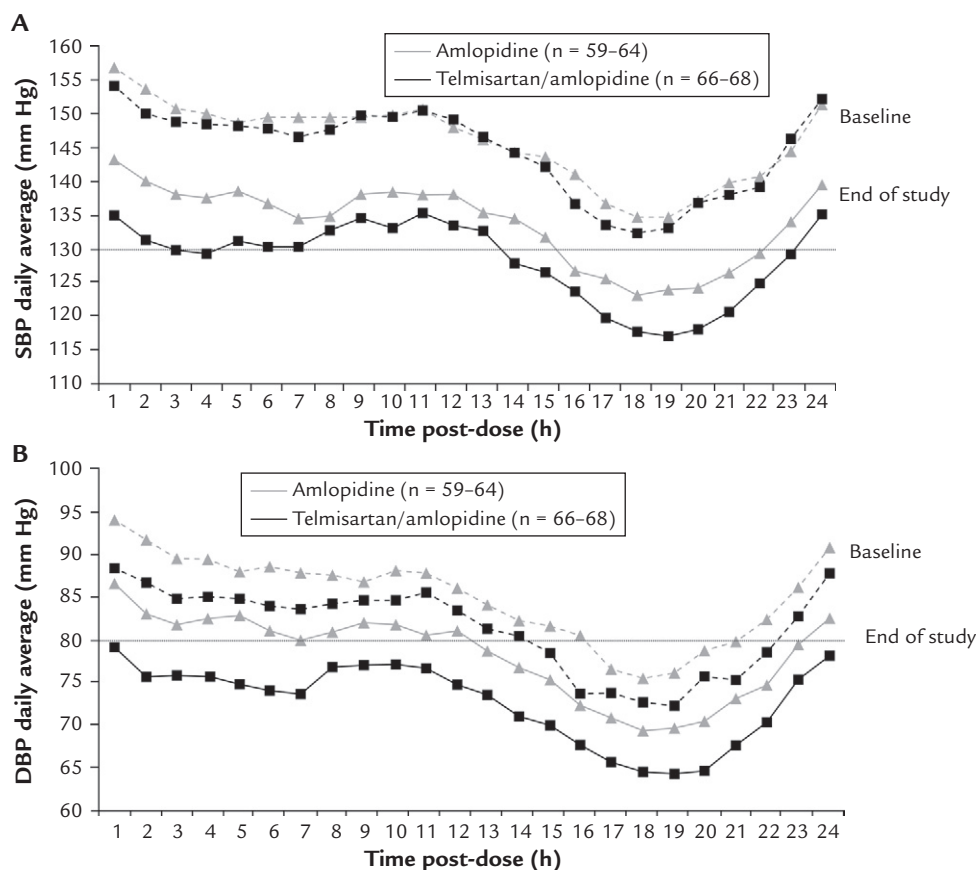 A
160
155
150
145
140
135
130
125
120
115
110
SBP daily average (mm Hg)
Amlopidine (n = 59–64)
Telmisartan/amlopidine (n = 66–68)
Baseline
End of study
1 2 3 4 5 6 7 8 9 10 11 12 13 14 15 16 17 18 19 20 21 22 23 24
Time post-dose (h)
B
100
95
90
85
80
75
70
65
60
DBP daily average (mm Hg)
Amlopidine (n = 59–64)
Telmisartan/amlopidine (n = 66–68)
Baseline
End of study
1 2 3 4 5 6 7 8 9 10 11 12 13 14 15 16 17 18 19 20 21 22 23 24
Time post-dose (h)